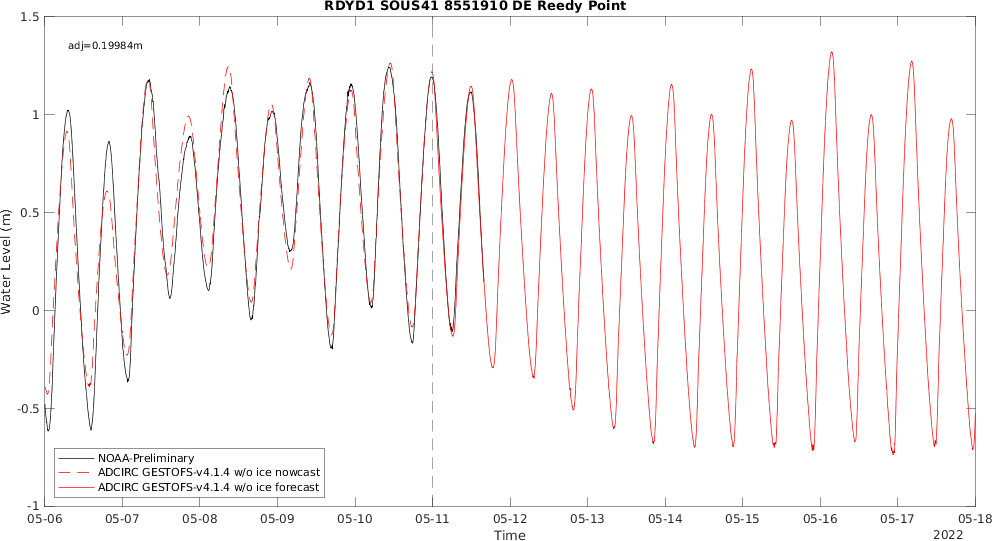 RDYD1 SOUS41 8551910 DE Reedy Point
adj=0.19984m
Water Level (m)
1.5
1
0.5
0
-0.5
-1
NOAA-Preliminary
ADCIRC GESTOFS-v4.1.4 w/o ice nowcast
ADCIRC GESTOFS-v4.1.4 w/o ice forecast
05-06 05-07 05-08 05-09 05-10 05-11 05-12 05-13 05-14 05-15 05-16 05-17 05-18
Time
2022